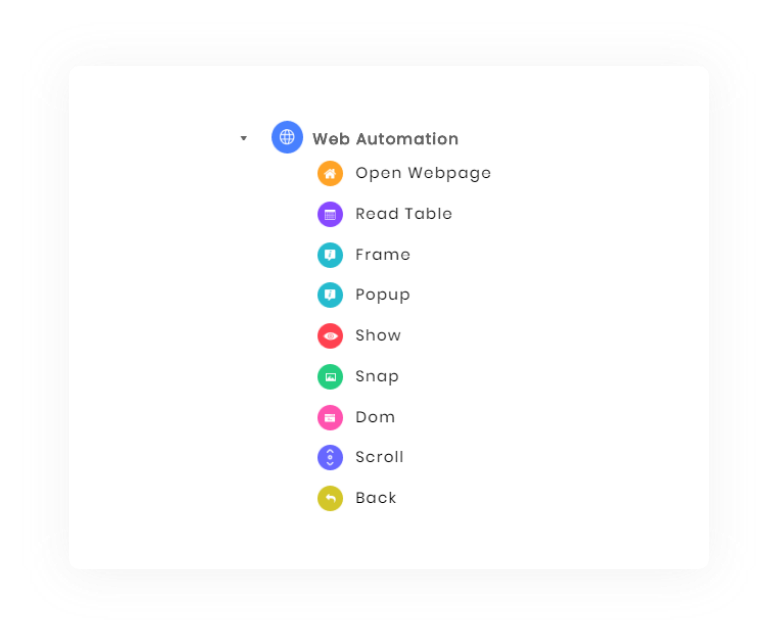 Web Automation
Open Webpage
Read Table
Frame
Popup
Show
Snap
Dom
Scroll
Back